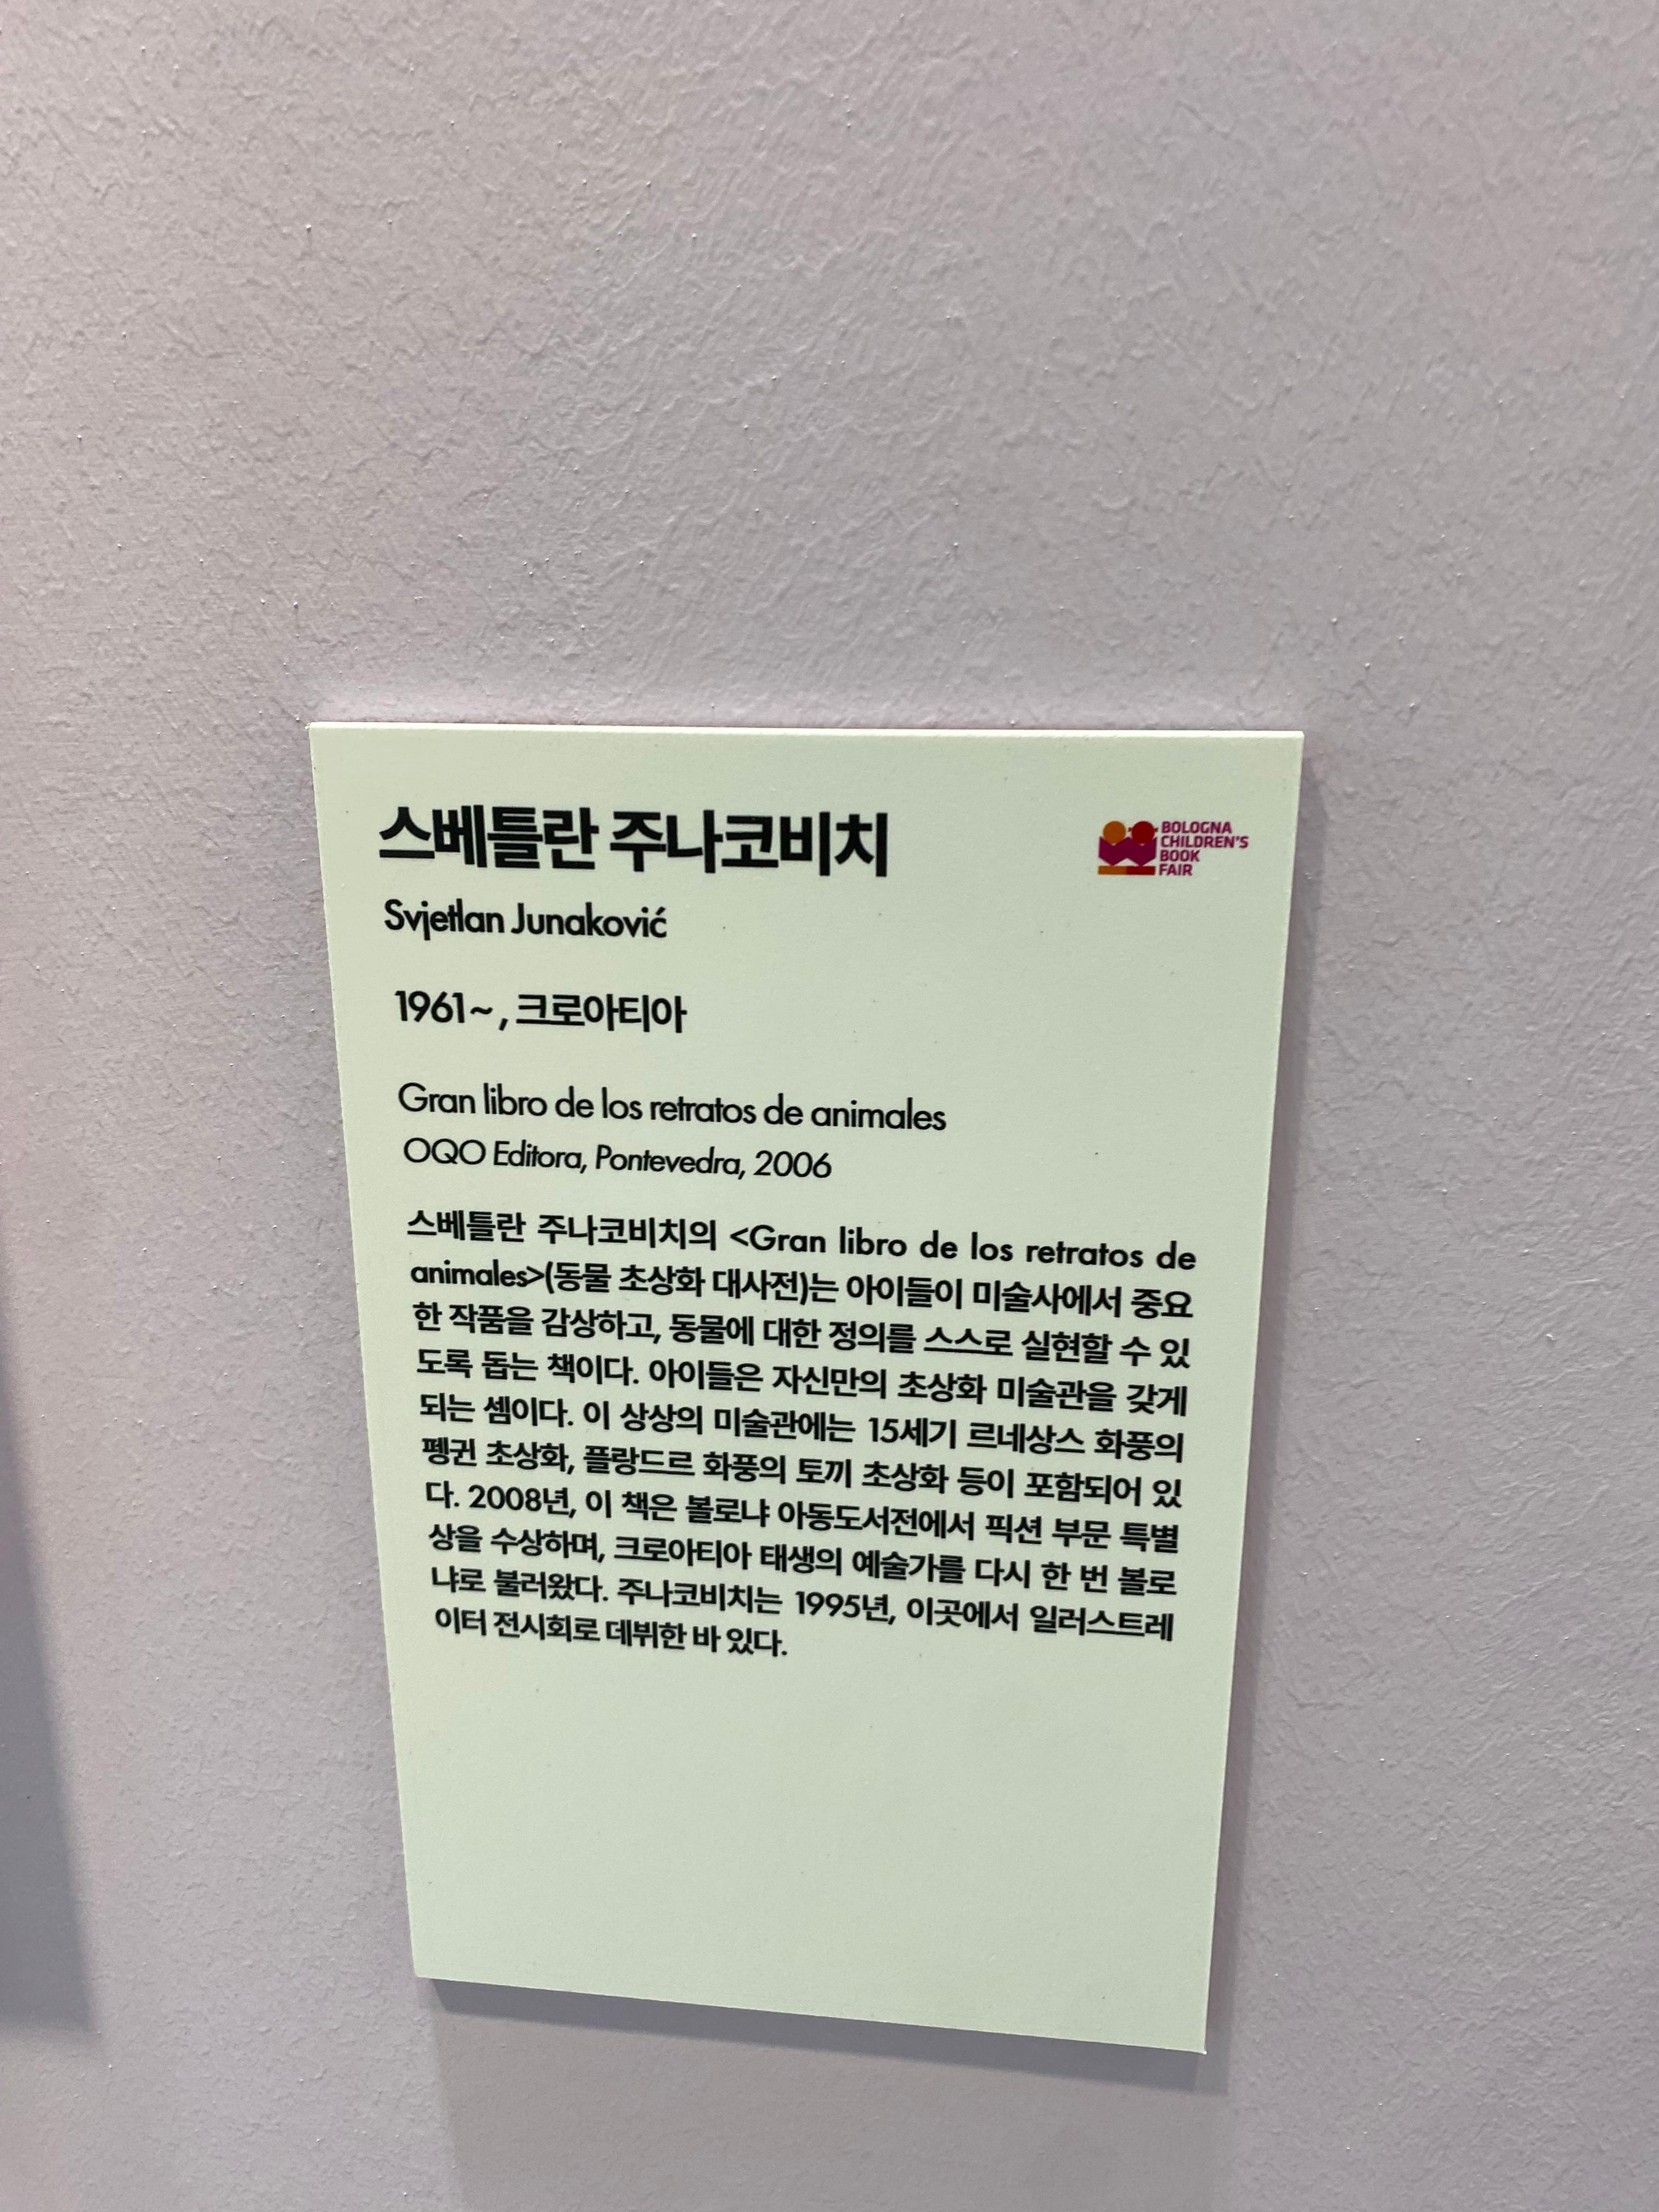 스베틀란 주나코비치
BOLOGNA
CHILDREN'S
BOOK
FAIR
Svjetlan Junaković
1961~, 크로아티아
Gran libro de los retratos de animales
OQO Editora, Pontevedra, 2006
스베틀란 주나코비치의 <Gran libro de los retratos de
animales>(동물 초상화 대사전)는 아이들이 미술사에서 중요
한 작품을 감상하고, 동물에 대한 정의를 스스로 실현할 수 있
도록 돕는 책이다. 아이들은 자신만의 초상화 미술관을 갖게
되는 셈이다. 이 상상의 미술관에는 15세기 르네상스 화풍의
펭귄 초상화, 플랑드르 화풍의 토끼 초상화 등이 포함되어 있
다. 2008년, 이 책은 볼로냐 아동도서전에서 픽션 부문 특별
상을 수상하며, 크로아티아 태생의 예술가를 다시 한 번 볼로
냐로 불러왔다. 주나코비치는 1995년, 이곳에서 일러스트레
이터 전시회로 데뷔한 바 있다.